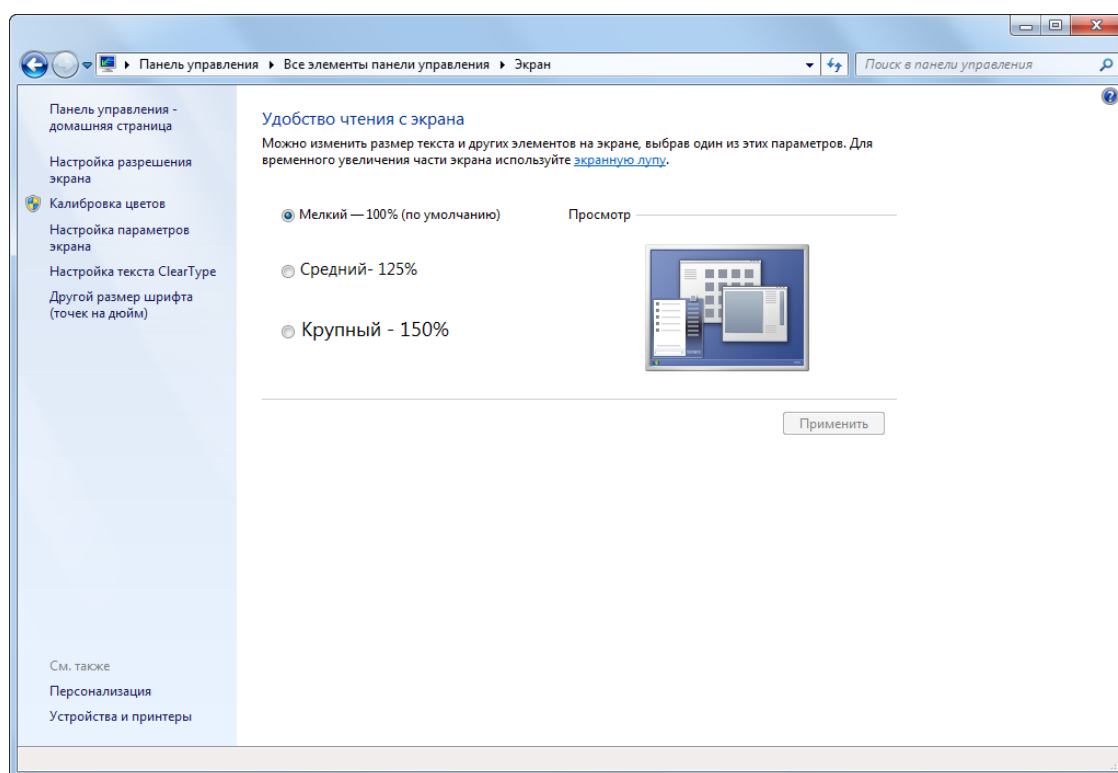 Панель управления ▸ Все элементы панели управления ▸ Экран
Поиск в панели управления
Панель управления -
домашняя страница
Настройка разрешения
экрана
Калибровка цветов
Настройка параметров
экрана
Настройка текста ClearType
Другой размер шрифта
(точек на дюйм)
См. также
Персонализация
Устройства и принтеры
Удобство чтения с экрана
Можно изменить размер текста и других элементов на экране, выбрав один из этих параметров. Для
временного увеличения части экрана используйте экранную лупу.
Мелкий — 100% (по умолчанию)
Просмотр
Средний- 125%
Крупный - 150%
Применить